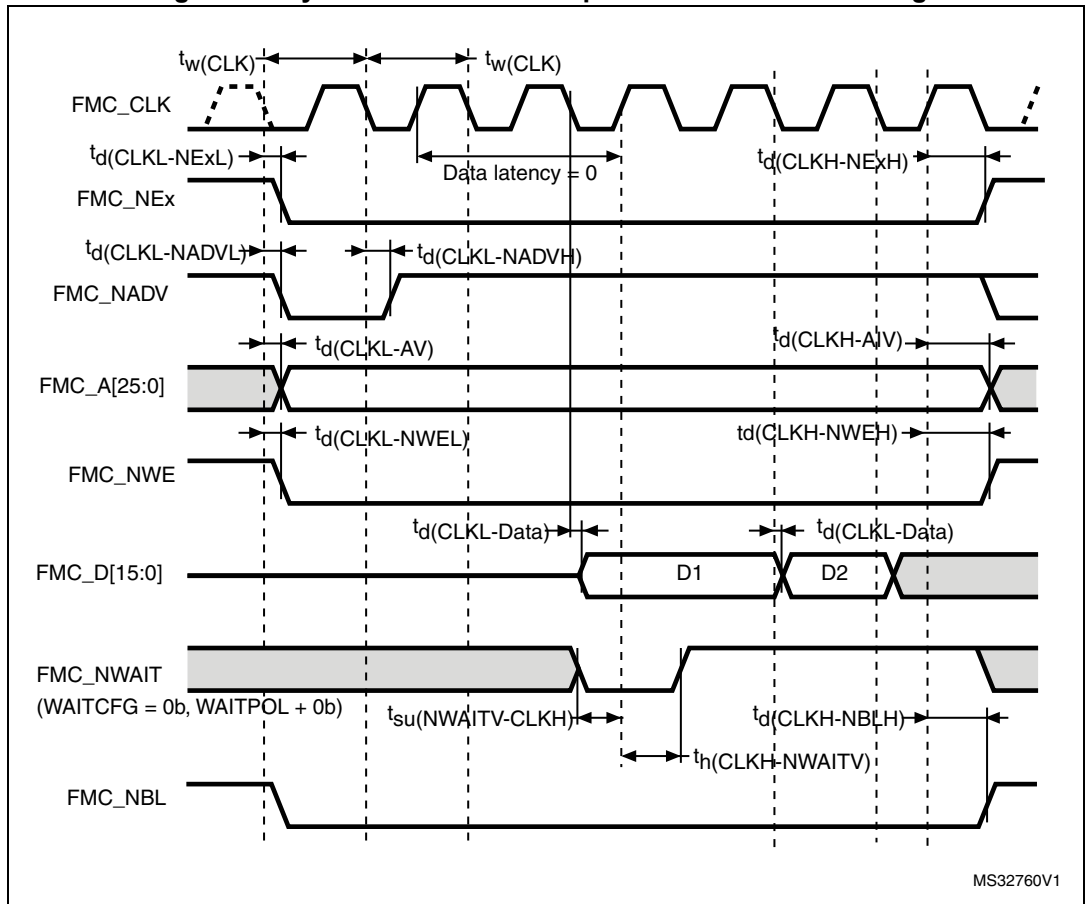 tw(CLK)
tw(CLK)
FMC_CLK
td(CLKL-NExL)
Data latency = 0
td(CLKH-NExH)
FMC_NEx
td(CLKL-NADVL)
td(CLKL-NADVH)
FMC_NADV
td(CLKL-AV)
td(CLKH-AIV)
FMC_A[25:0]
td(CLKL-NWEL)
td(CLKH-NWEH)
FMC_NWE
td(CLKL-Data)
td(CLKL-Data)
FMC_D[15:0]
D1
D2
FMC_NWAIT
(WAITCFG = 0b, WAITPOL + 0b)
tsu(NWAITV-CLKH)
td(CLKH-NBLH)
th(CLKH-NWAITV)
FMC_NBL
MS32760V1